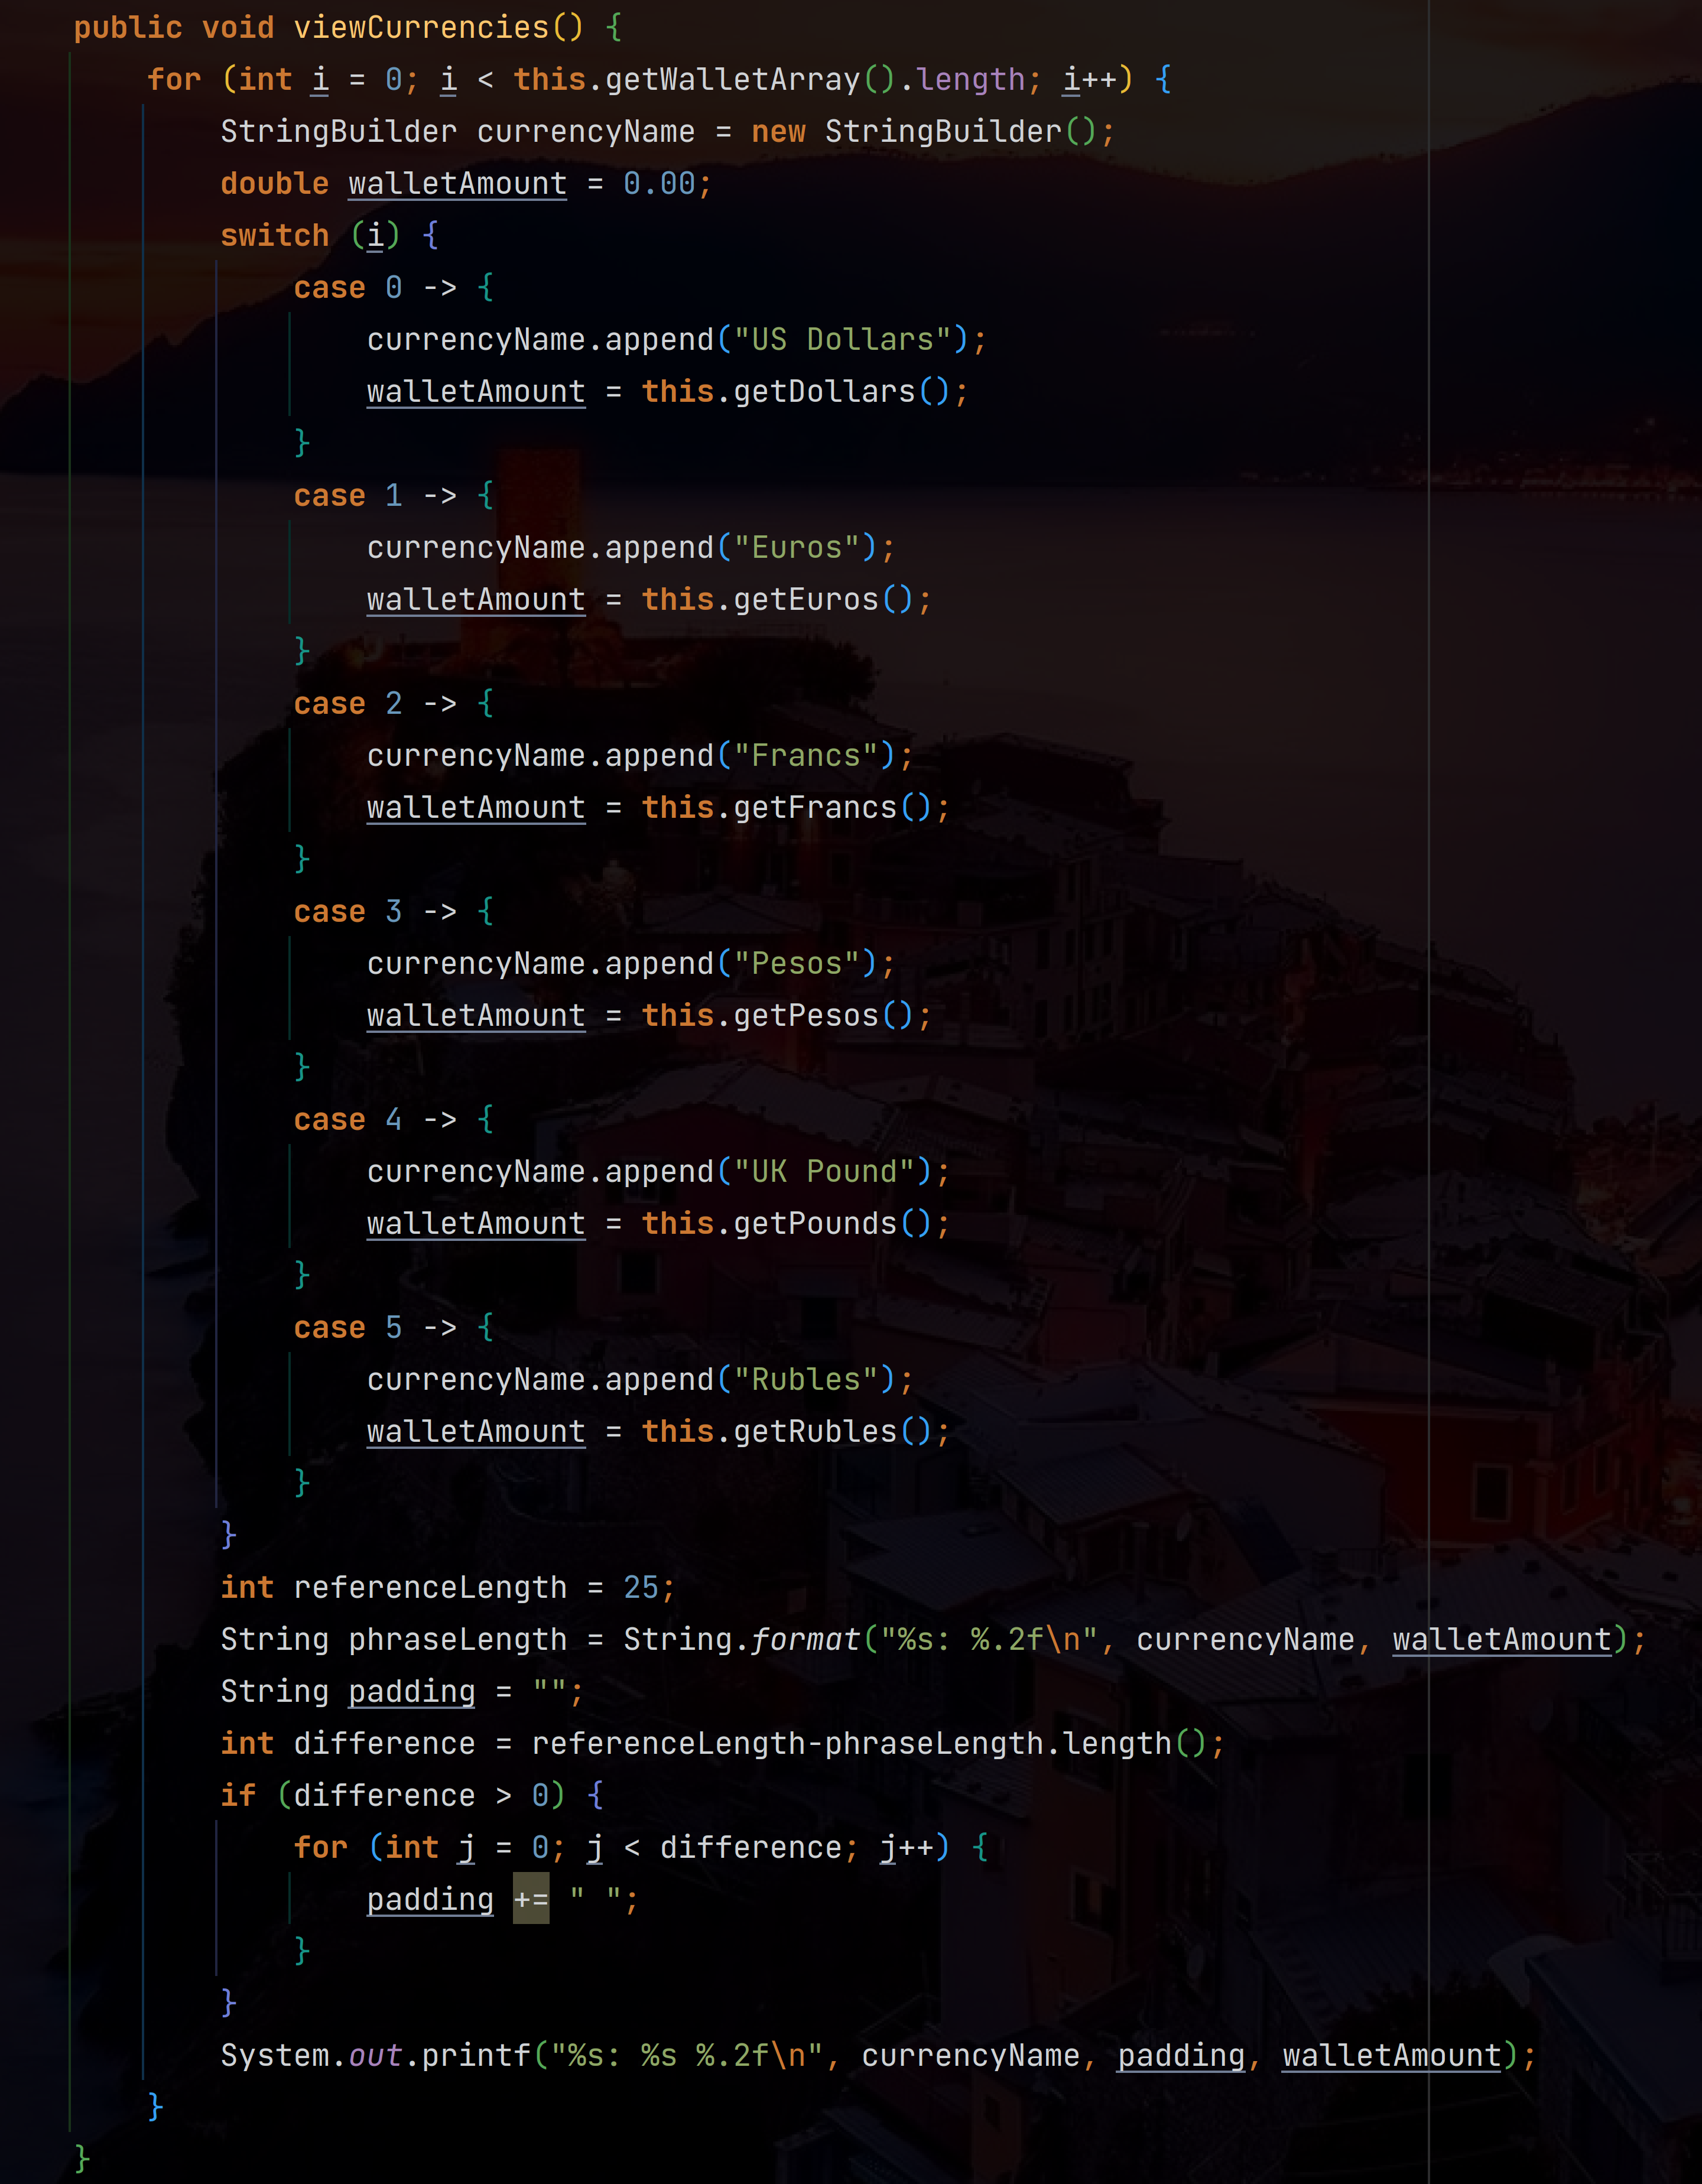 public void viewCurrencies() {
for (int i = 0; i < this.getWalletArray().length; i++) {
StringBuilder currencyName = new StringBuilder();
double walletAmount = 0.00;
switch (i) {
case 0 -> {
currencyName.append("US Dollars");
walletAmount = this.getDollars();
}
case 1 -> {
currencyName.append("Euros");
walletAmount = this.getEuros();
}
case 2 -> {
currencyName.append("Francs");
walletAmount = this.getFrancs();
}
case 3 -> {
currencyName.append("Pesos");
walletAmount = this.getPesos();
}
case 4 -> {
currencyName.append("UK Pound");
walletAmount = this.getPounds();
}
case 5 -> {
currencyName.append("Rubles");
walletAmount = this.getRubles();
}
}
int referenceLength = 25;
String phraseLength = String.format("%s: %.2f\n", currencyName, walletAmount);
String padding = "";
int difference = referenceLength-phraseLength.length();
if (difference > 0) {
for (int j = 0; j < difference; j++) {
padding += " ";
}
}
System.out.printf("%s: %s %.2f\n", currencyName, padding, walletAmount);
}
}